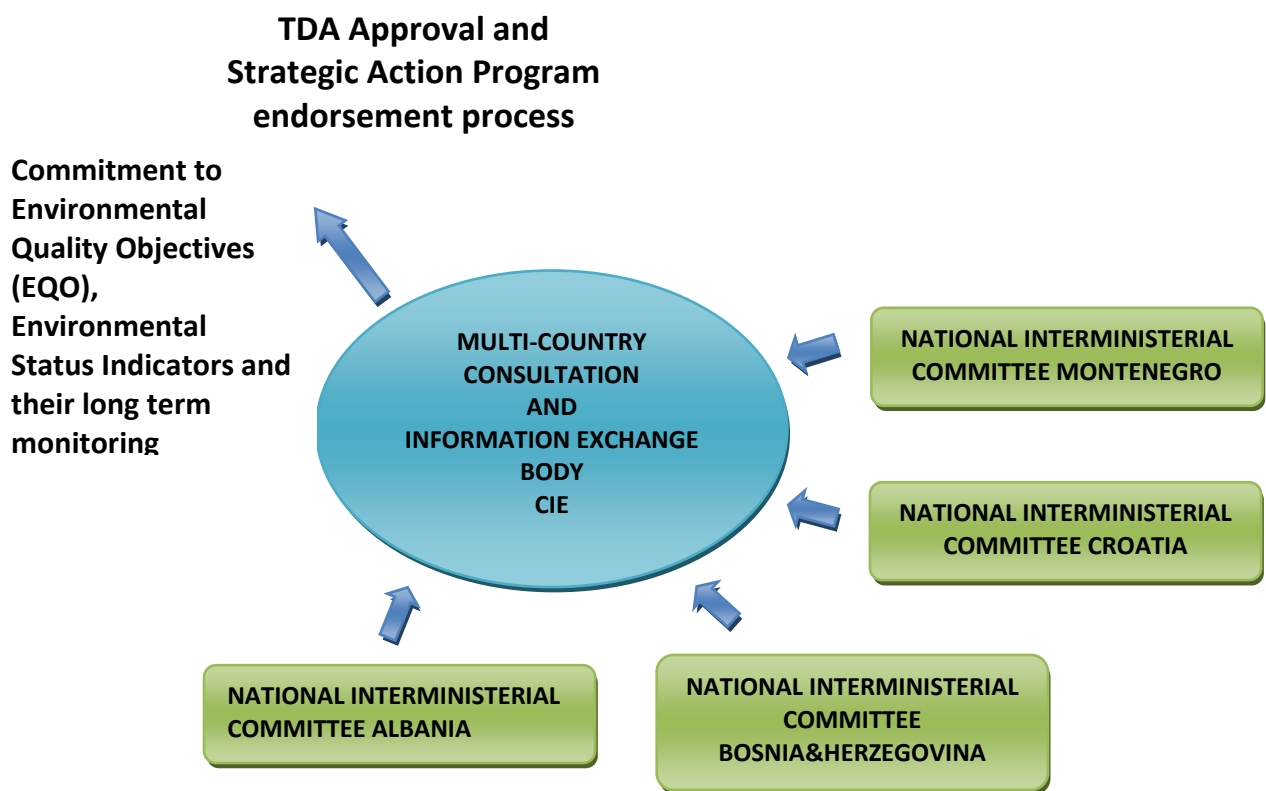 TDA Approval and
Strategic Action Program
endorsement process
Commitment to
Environmental
Quality Objectives
(EQO),
Environmental
Status Indicators and
their long term
monitoring
MULTI-COUNTRY
CONSULTATION
AND
INFORMATION EXCHANGE
BODY
CIE
NATIONAL INTERMINISTERIAL
COMMITTEE MONTENEGRO
NATIONAL INTERMINISTERIAL
COMMITTEE CROATIA
NATIONAL INTERMINISTERIAL
COMMITTEE ALBANIA
NATIONAL INTERMINISTERIAL
COMMITTEE
BOSNIA&HERZEGOVINA